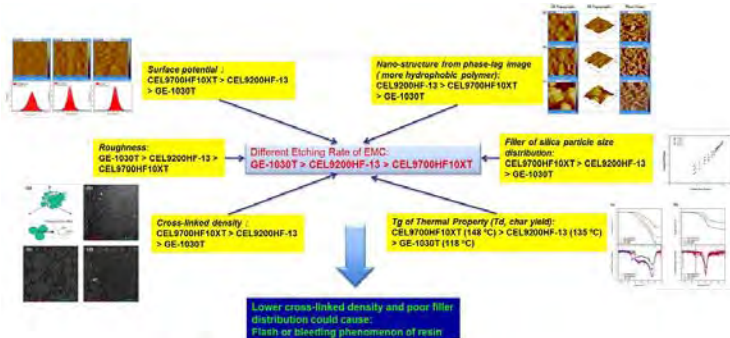 Surface potential :
CEL9700HF10XT > CEL9200HF-13
> GE-1030T
Nano-structure from phase-lag image
( more hydrophobic polymer):
CEL9200HF-13 > CEL9700HF10XT
> GE-1030T
Roughness:
GE-1030T > CEL9200HF-13 >
CEL9700HF10XT
Different Etching Rate of EMC:
GE-1030T > CEL9200HF-13 > CEL9700HF10XT
Filler of silica particle size
distribution:
CEL9700HF10XT > CEL9200HF-13
> GE-1030T
Cross-linked density :
CEL9700HF10XT > CEL9200HF-13
> GE-1030T
Tg of Thermal Property (Td, char yield):
CEL9700HF10XT (148 ºC) > CEL9200HF-13 (135 ºC)
> GE-1030T (118 ºC)
Lower cross-linked density and poor filler
distribution could cause:
Flash or bleeding phenomenon of resin